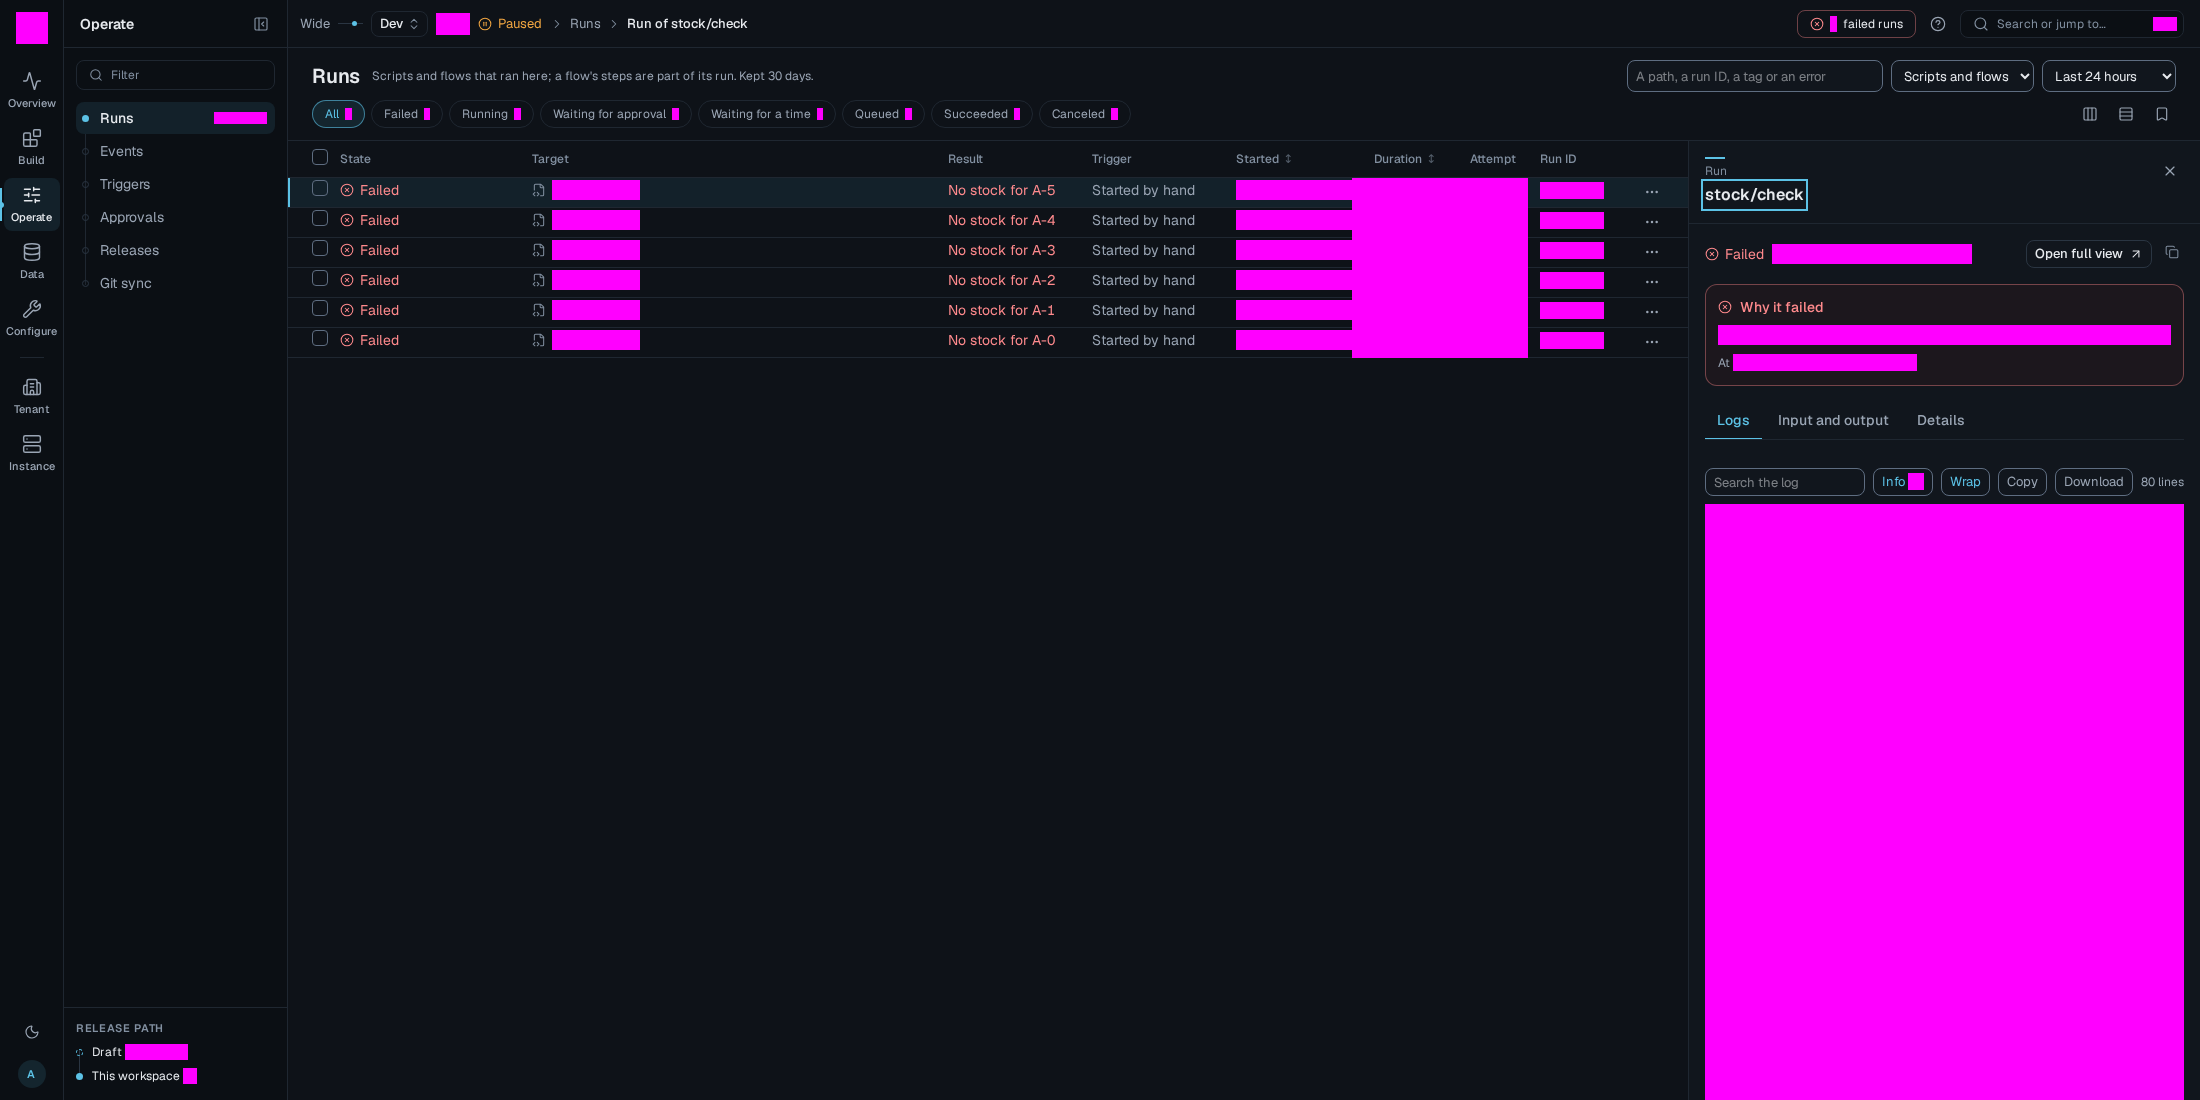 Operate
Wide
Dev
Paused
Runs
Run of stock/check
failed runs
Search or jump to...
Overview
Build
Operate
Data
Configure
Tenant
Instance
A
Filter
Runs
Events
Triggers
Approvals
Releases
Git sync
RELEASE PATH
Draft
This workspace
Runs
Scripts and flows that ran here; a flow's steps are part of its run. Kept 30 days.
A path, a run ID, a tag or an error
Scripts and flows
Last 24 hours
All
Failed
Running
Waiting for approval
Waiting for a time
Queued
Succeeded
Canceled
State Target Result Trigger Started Duration Attempt Run ID
Failed No stock for A-5 Started by hand
Failed No stock for A-4 Started by hand
Failed No stock for A-3 Started by hand
Failed No stock for A-2 Started by hand
Failed No stock for A-1 Started by hand
Failed No stock for A-0 Started by hand
Run
stock/check
Failed
Open full view
Why it failed
At
Logs
Input and output
Details
Search the log
Info
Wrap
Copy
Download
80 lines